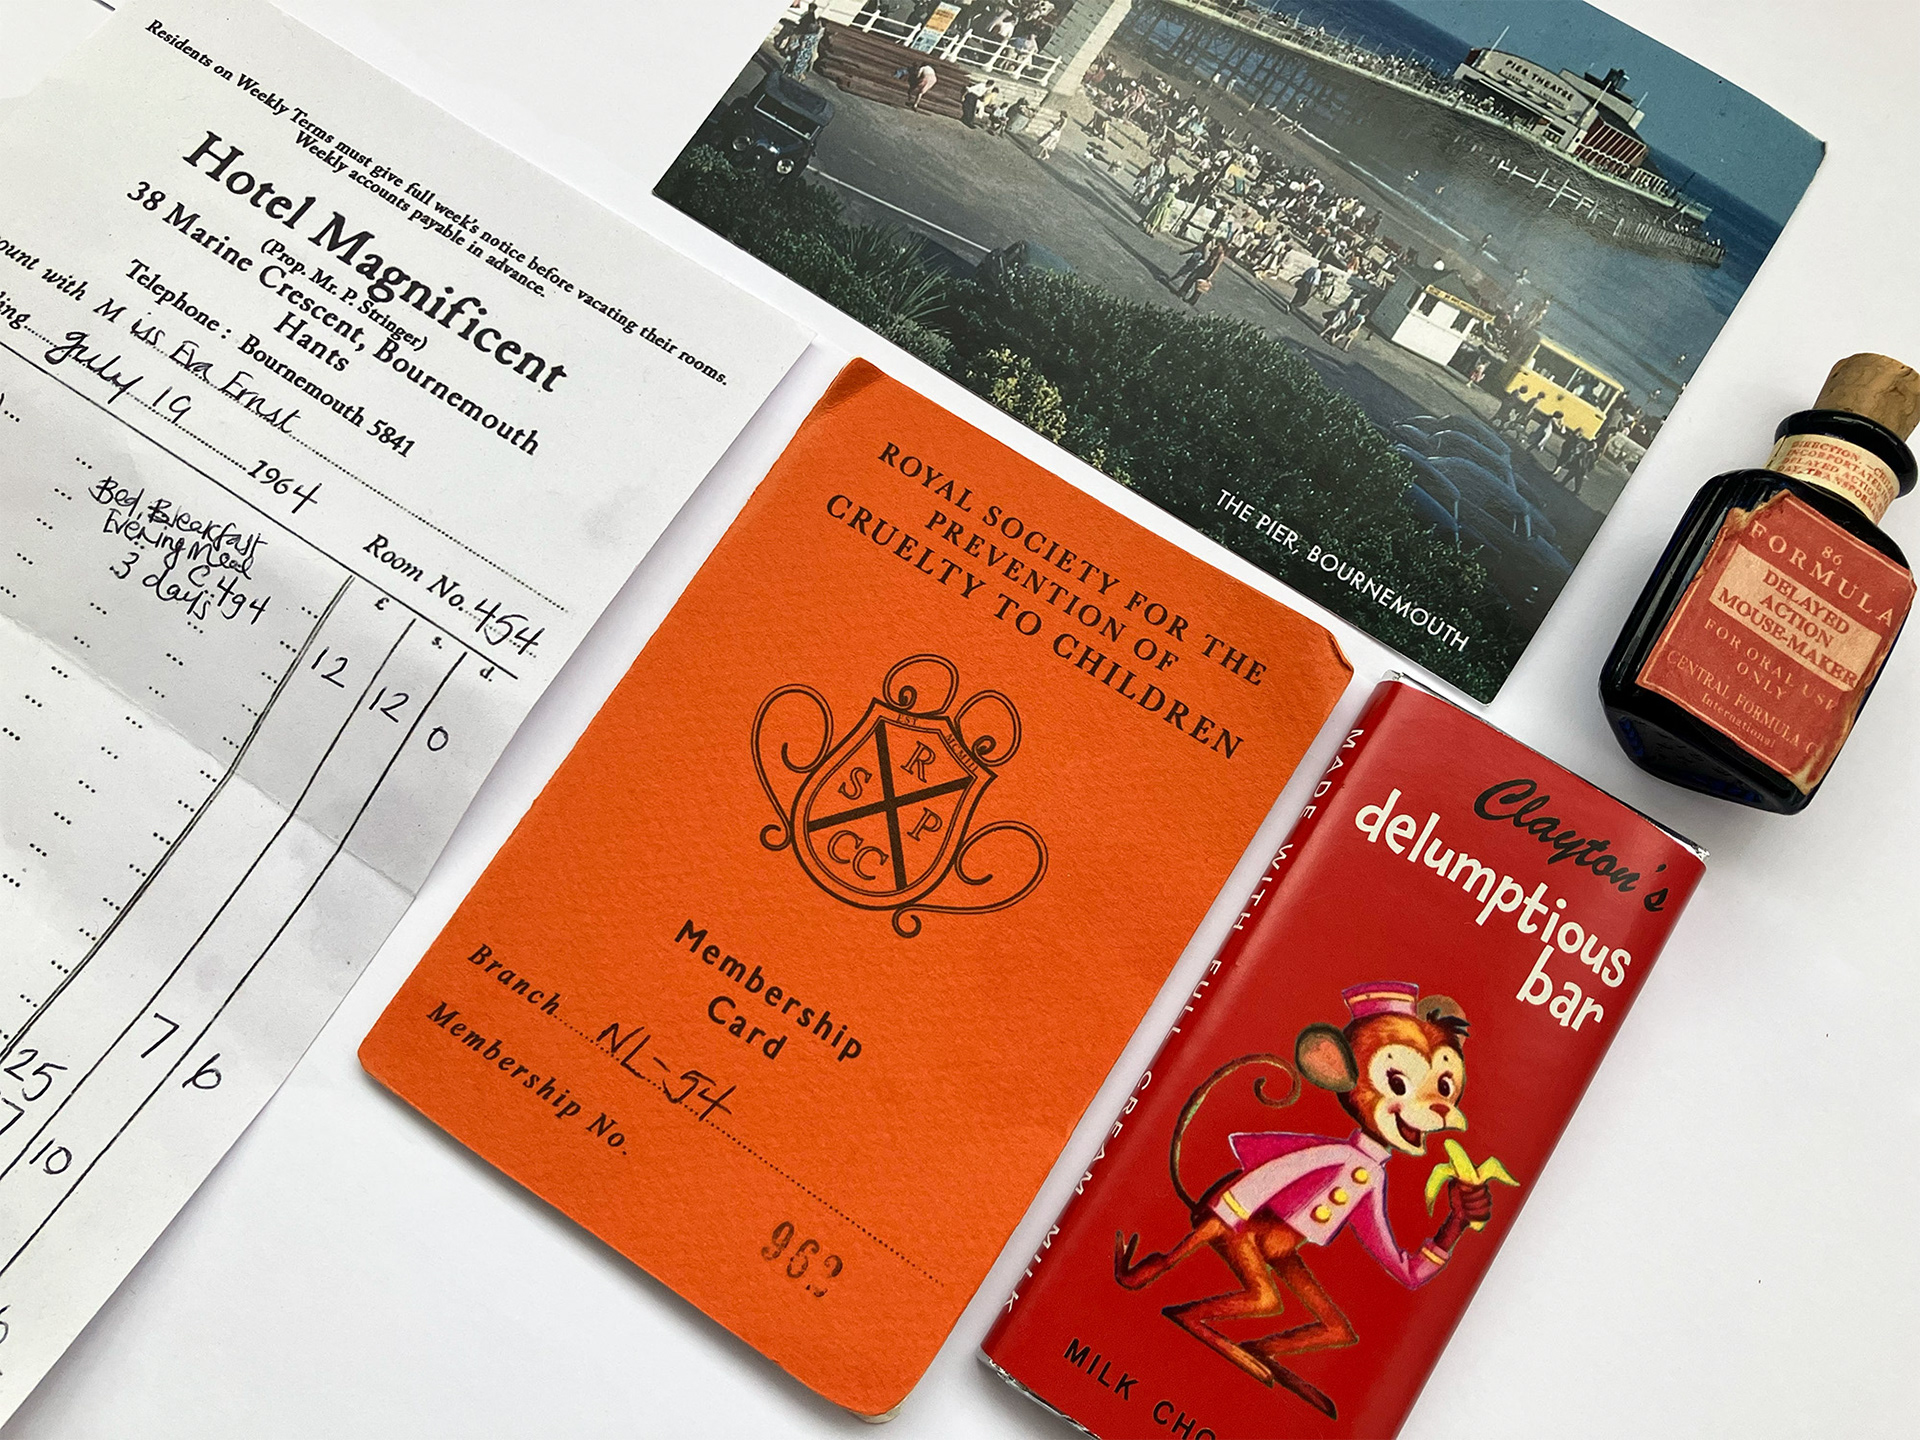 Residents on Weekly Terms must give full week's notice before vacating their rooms.
Weekly accounts payable in advance.
Hotel Magnificent
(Prop. Mr. P. Stringer)
38 Marine Crescent, Bournemouth
Hants
Telephone: Bournemouth 5841
with Miss Eva Ernst
July 19 1964
Room No. 454
£ s. d.
Bed, Breakfast
Evening Meal
3 days
12 12 0
25 7 6
10
PIER THEATRE
THE PIER, BOURNEMOUTH
ROYAL SOCIETY FOR THE
PREVENTION OF
CRUELTY TO CHILDREN
EST
R
S
P
CC
Membership
Card
Branch NL-54
Membership No.
MADE WITH FULL CREAM MILK
Clayton's
delumptious
bar
MILK
86
FORMULA
DELAYED
ACTION
MOUSE-MAKER
FOR ORAL USE
ONLY
CENTRAL FORMULA
International